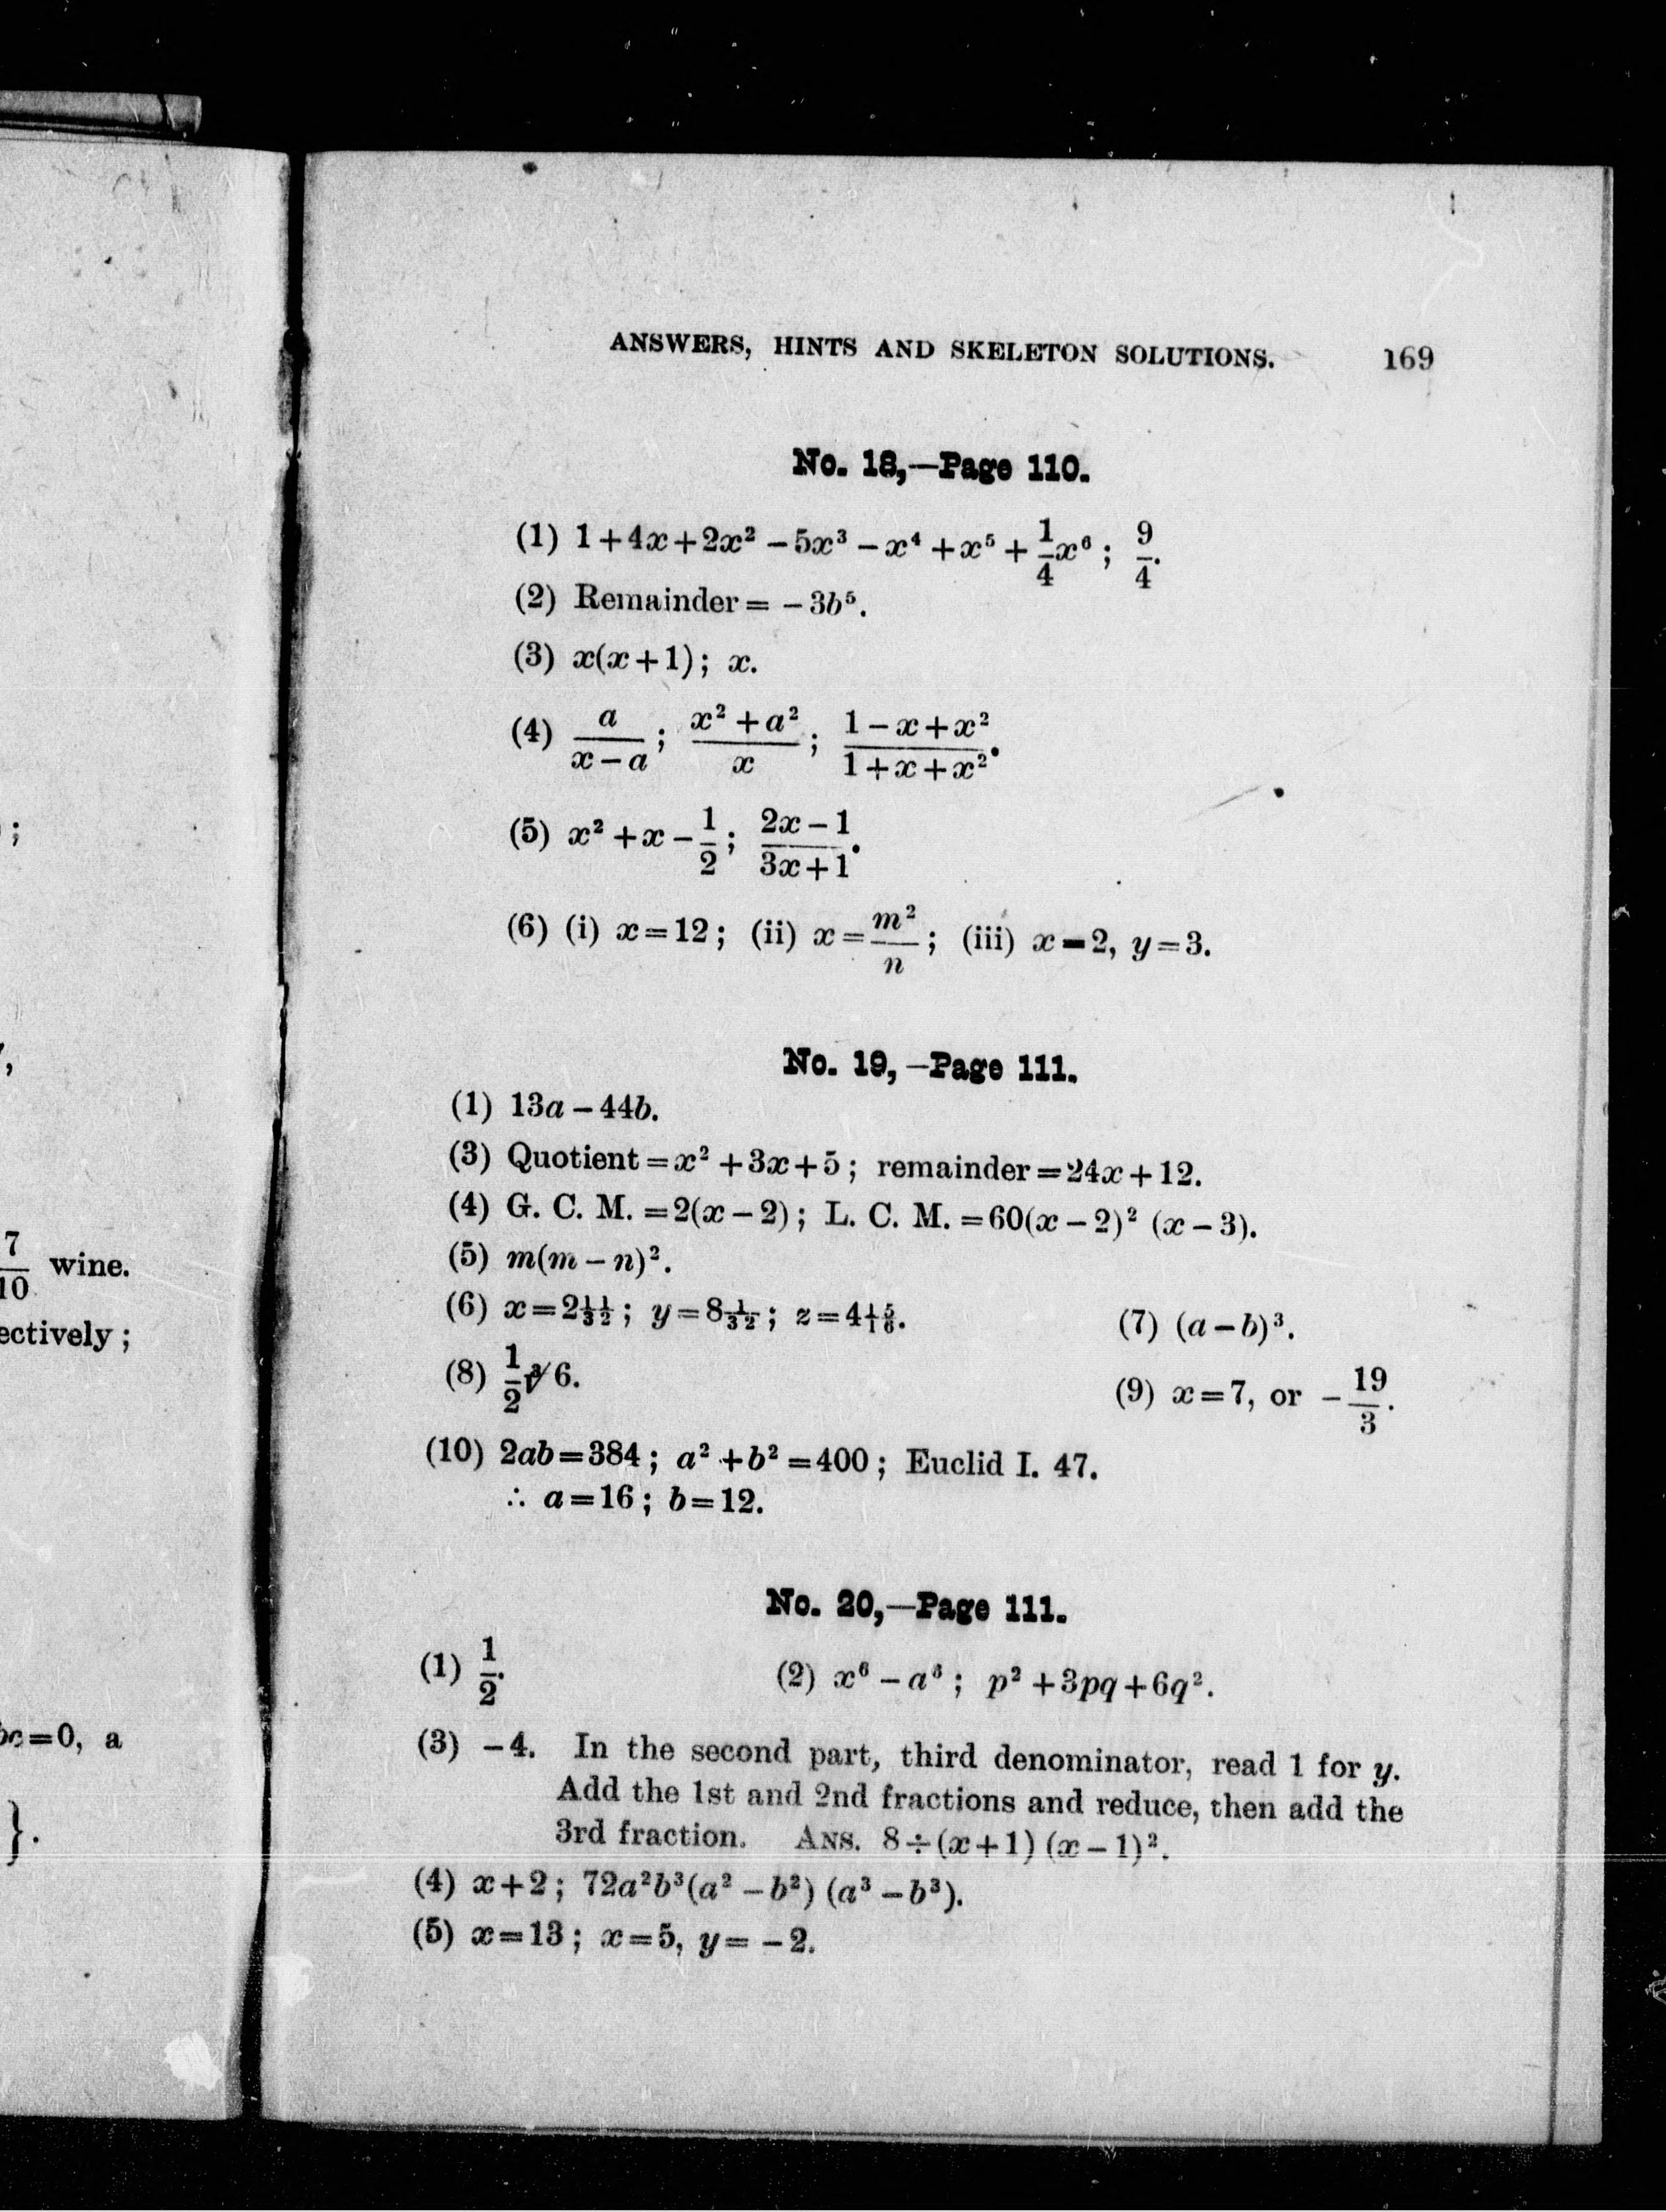 ANSWERS, HINTS AND SKELETON SOLUTIONS. 169
No. 18,—Page 110.
(1) 1+4x+2x² −5x³ −x⁴ +x⁵ + 1/4 x⁶ ; 9/4.
(2) Remainder = −3b⁵.
(3) x(x+1); x.
(4) a/(x−a); (x²+a²)/x; (1−x+x²)/(1+x+x²).
(5) x² +x − 1/2; (2x−1)/(3x+1).
(6) (i) x=12; (ii) x= m²/n; (iii) x=2, y=3.
No. 19,—Page 111.
(1) 13a − 44b.
(3) Quotient=x² +3x+5; remainder=24x+12.
(4) G. C. M. =2(x−2); L. C. M. =60(x−2)² (x−3).
(5) m(m−n)².
(6) x=2 11/32; y=8 1/32; z=4 15/16. (7) (a−b)³.
(8) 1/2 ∛6. (9) x=7, or − 19/3.
(10) 2ab=384; a² +b² =400; Euclid I. 47.
∴ a=16; b=12.
No. 20,—Page 111.
(1) 1/2. (2) x⁶ −a⁶; p² +3pq+6q².
(3) −4. In the second part, third denominator, read 1 for y.
Add the 1st and 2nd fractions and reduce, then add the
3rd fraction. ANS. 8÷(x+1) (x−1)².
(4) x+2; 72a²b³(a² −b²) (a³ −b³).
(5) x=13; x=5, y= −2.
;
,
7/10 wine.
ectively;
bc=0, a
}.